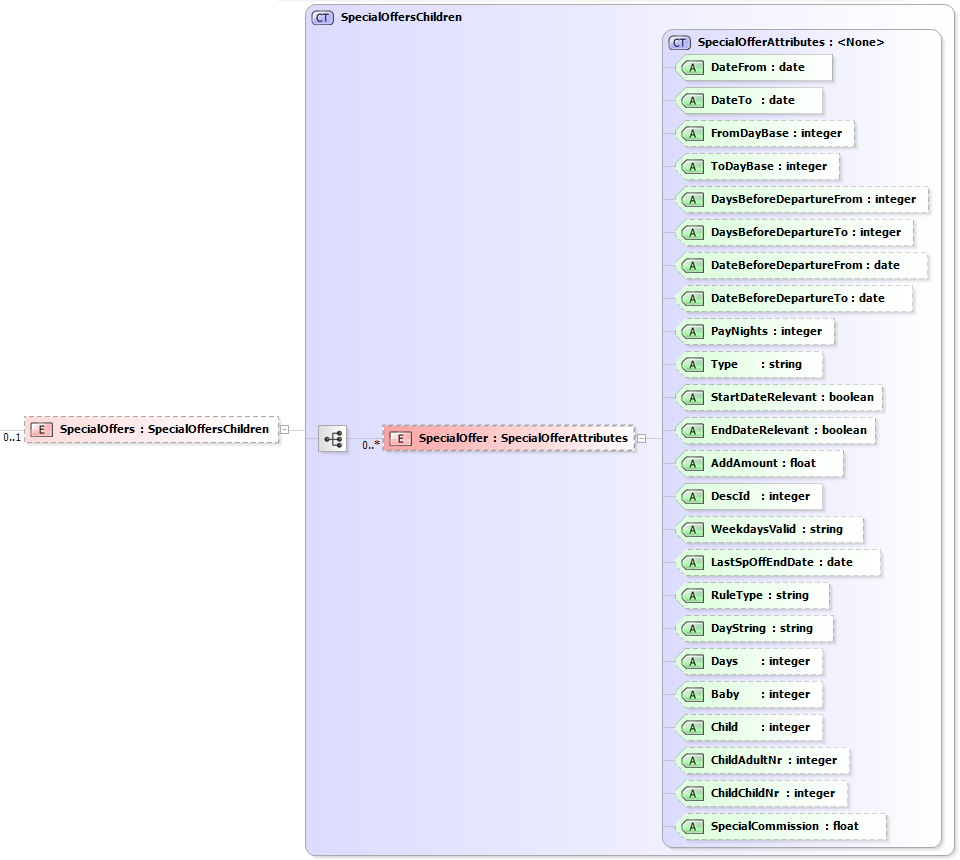 CT SpecialOffersChildren
CT SpecialOfferAttributes : <None>
A DateFrom : date
A DateTo : date
A FromDayBase : integer
A ToDayBase : integer
A DaysBeforeDepartureFrom : integer
A DaysBeforeDepartureTo : integer
A DateBeforeDepartureFrom : date
A DateBeforeDepartureTo : date
A PayNights : integer
A Type : string
A StartDateRelevant : boolean
A EndDateRelevant : boolean
A AddAmount : float
A DescId : integer
A WeekdaysValid : string
A LastSpOffEndDate : date
A RuleType : string
A DayString : string
A Days : integer
A Baby : integer
A Child : integer
A ChildAdultNr : integer
A ChildChildNr : integer
A SpecialCommission : float
0..1 E SpecialOffers : SpecialOffersChildren
0..* E SpecialOffer : SpecialOfferAttributes